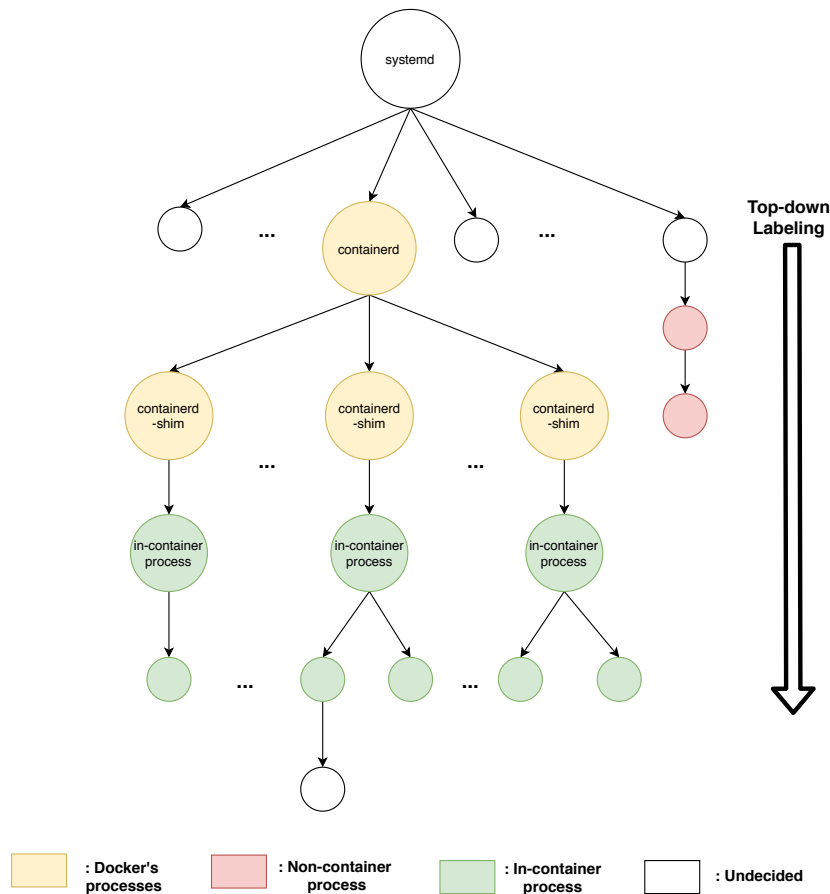 systemd
...
containerd
...
Top-down
Labeling
containerd
-shim
containerd
-shim
containerd
-shim
...
...
in-container
process
in-container
process
in-container
process
...
...
: Docker's
processes
: Non-container
process
: In-container
process
: Undecided